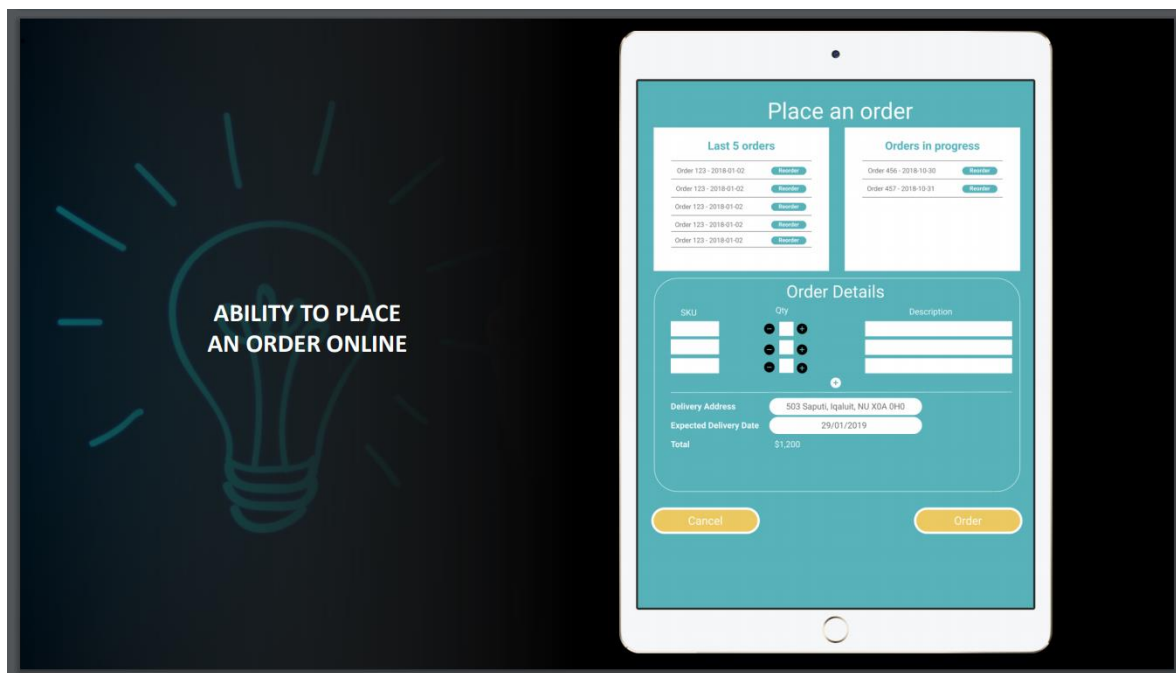 ABILITY TO PLACE
AN ORDER ONLINE
Place an order
Last 5 orders
Order 123 - 2018-01-02 Reorder
Order 123 - 2018-01-02 Reorder
Order 123 - 2018-01-02 Reorder
Order 123 - 2018-01-02 Reorder
Order 123 - 2018-01-02 Reorder
Orders in progress
Order 456 - 2018-10-30 Reorder
Order 457 - 2018-10-31 Reorder
Order Details
SKU Qty Description
Delivery Address 503 Saputi, Iqaluit, NU X0A 0H0
Expected Delivery Date 29/01/2019
Total $1,200
Cancel Order